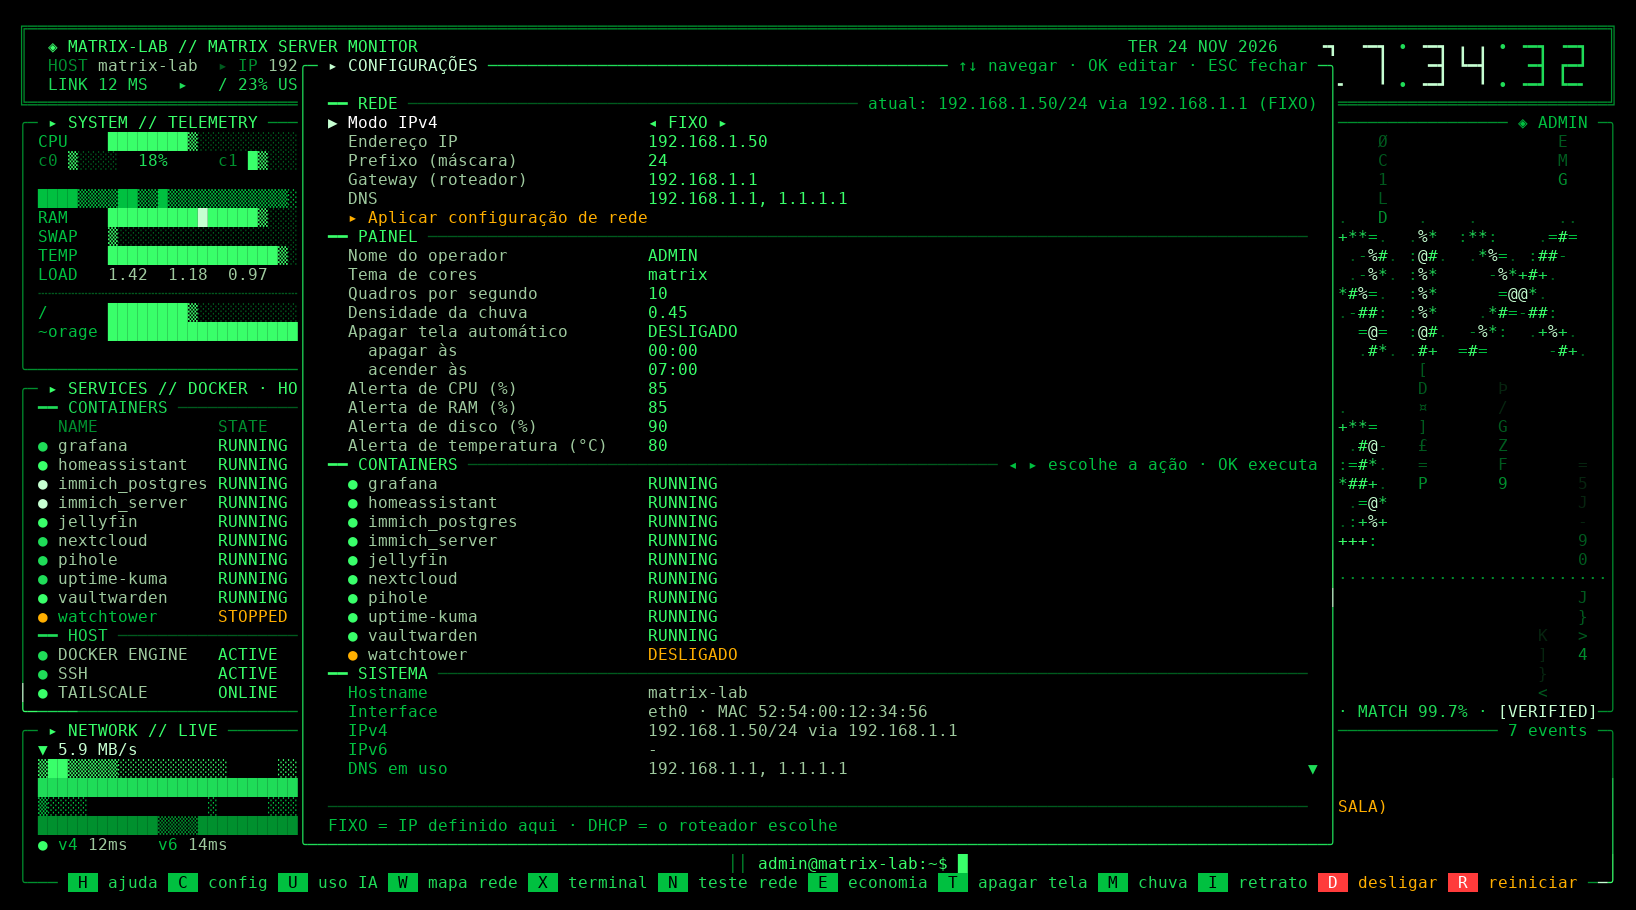 ◈ MATRIX-LAB // MATRIX SERVER MONITOR TER 24 NOV 2026
HOST matrix-lab ▸ IP 192
LINK 12 MS ▸ / 23% US
▸ CONFIGURAÇÕES ↑↓ navegar · OK editar · ESC fechar
REDE atual: 192.168.1.50/24 via 192.168.1.1 (FIXO)
▶ Modo IPv4 ◂ FIXO ▸
Endereço IP 192.168.1.50
Prefixo (máscara) 24
Gateway (roteador) 192.168.1.1
DNS 192.168.1.1, 1.1.1.1
▸ Aplicar configuração de rede
PAINEL
Nome do operador ADMIN
Tema de cores matrix
Quadros por segundo 10
Densidade da chuva 0.45
Apagar tela automático DESLIGADO
apagar às 00:00
acender às 07:00
Alerta de CPU (%) 85
Alerta de RAM (%) 85
Alerta de disco (%) 90
Alerta de temperatura (°C) 80
CONTAINERS ◂ ▸ escolhe a ação · OK executa
● grafana RUNNING
● homeassistant RUNNING
● immich_postgres RUNNING
● immich_server RUNNING
● jellyfin RUNNING
● nextcloud RUNNING
● pihole RUNNING
● uptime-kuma RUNNING
● vaultwarden RUNNING
● watchtower DESLIGADO
SISTEMA
Hostname matrix-lab
Interface eth0 · MAC 52:54:00:12:34:56
IPv4 192.168.1.50/24 via 192.168.1.1
IPv6 -
DNS em uso 192.168.1.1, 1.1.1.1 ▼
FIXO = IP definido aqui · DHCP = o roteador escolhe
▸ SYSTEM // TELEMETRY
CPU
c0 18% c1
RAM
SWAP
TEMP
LOAD 1.42 1.18 0.97
/
~orage
▸ SERVICES // DOCKER · HO
CONTAINERS
NAME STATE
● grafana RUNNING
● homeassistant RUNNING
● immich_postgres RUNNING
● immich_server RUNNING
● jellyfin RUNNING
● nextcloud RUNNING
● pihole RUNNING
● uptime-kuma RUNNING
● vaultwarden RUNNING
● watchtower STOPPED
HOST
● DOCKER ENGINE ACTIVE
● SSH ACTIVE
● TAILSCALE ONLINE
▸ NETWORK // LIVE
▼ 5.9 MB/s
● v4 12ms v6 14ms
◈ ADMIN
· MATCH 99.7% · [VERIFIED]
7 events
SALA)
admin@matrix-lab:~$
H ajuda C config U uso IA W mapa rede X terminal N teste rede E economia T apagar tela M chuva I retrato D desligar R reiniciar